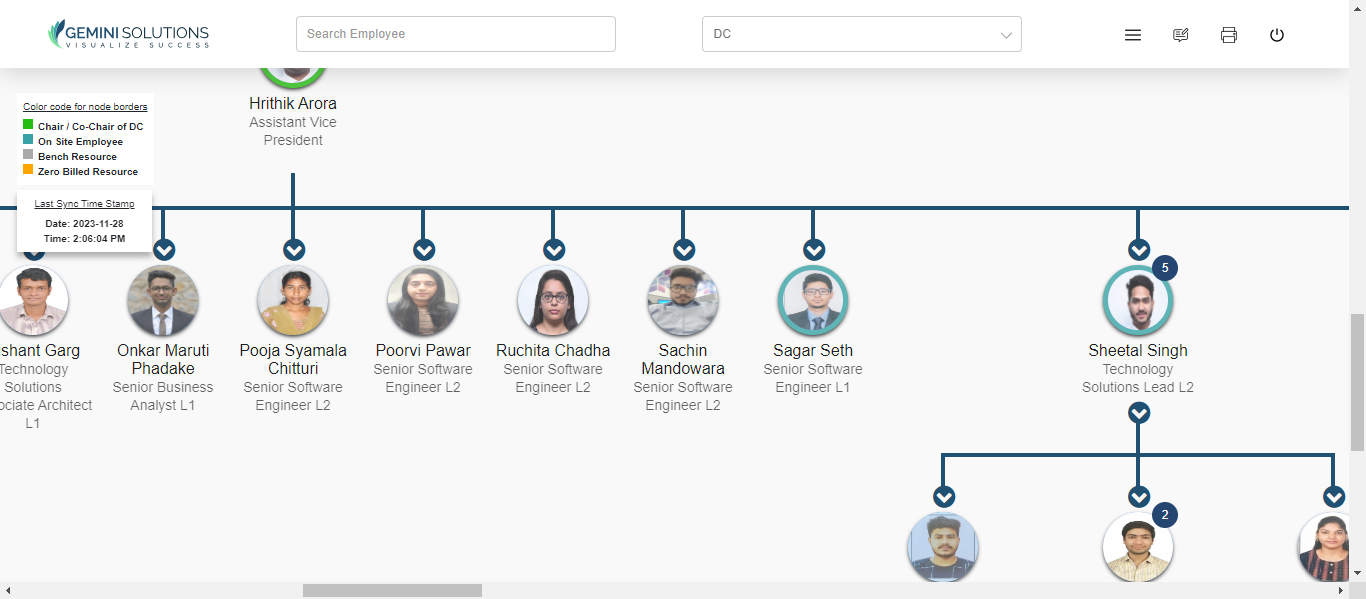 GEMINI SOLUTIONS
VISUALIZE SUCCESS
Search Employee
DC
Color code for node borders
Chair / Co-Chair of DC
On Site Employee
Bench Resource
Zero Billed Resource
Last Sync Time Stamp
Date: 2023-11-28
Time: 2:06:04 PM
Hrithik Arora
Assistant Vice
President
5
shant Garg
Technology
Solutions
ociate Architect
L1
Onkar Maruti
Phadake
Senior Business
Analyst L1
Pooja Syamala
Chitturi
Senior Software
Engineer L2
Poorvi Pawar
Senior Software
Engineer L2
Ruchita Chadha
Senior Software
Engineer L2
Sachin
Mandowara
Senior Software
Engineer L2
Sagar Seth
Senior Software
Engineer L1
Sheetal Singh
Technology
Solutions Lead L2
2